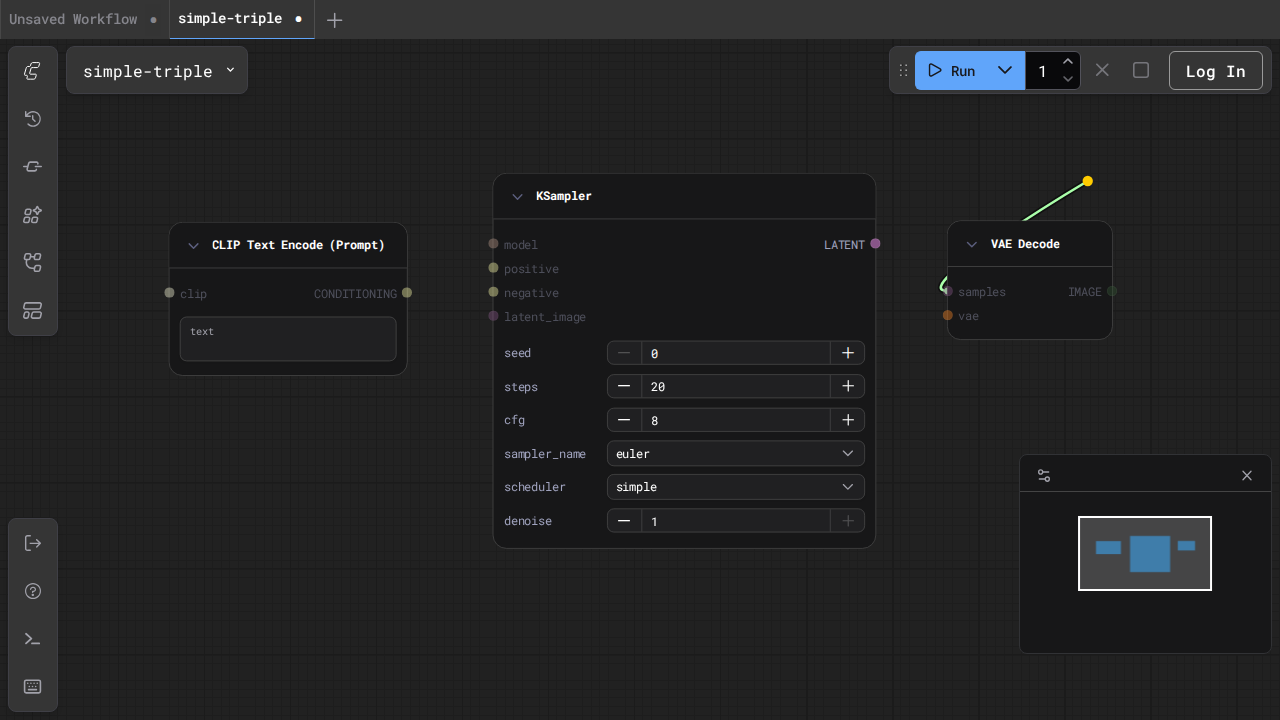 Unsaved Workflow
simple-triple
simple-triple
Run
1
Log In
CLIP Text Encode (Prompt)
clip
CONDITIONING
text
KSampler
model
LATENT
positive
negative
latent_image
seed
0
steps
20
cfg
8
sampler_name
euler
scheduler
simple
denoise
1
VAE Decode
samples
IMAGE
vae